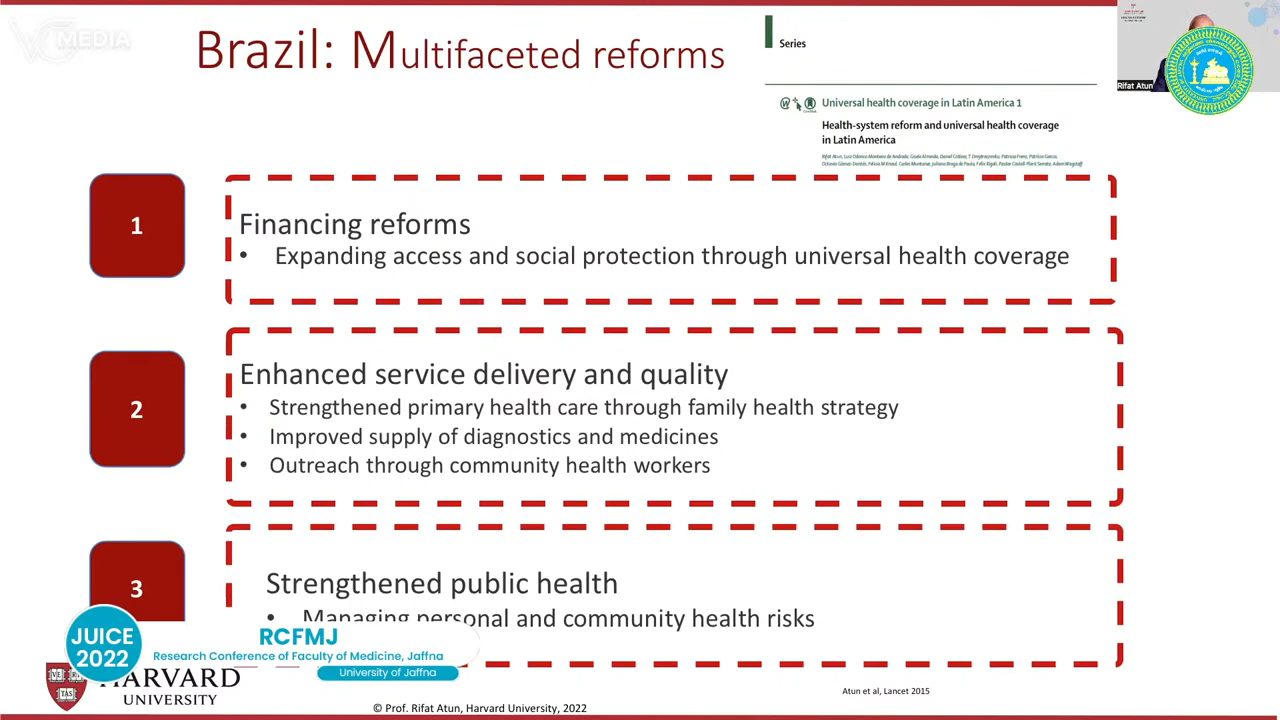 VC MEDIA
Brazil: Multifaceted reforms
Series
Universal health coverage in Latin America 1
Health-system reform and universal health coverage
in Latin America
Rifat Atun
1
Financing reforms
• Expanding access and social protection through universal health coverage
2
Enhanced service delivery and quality
• Strengthened primary health care through family health strategy
• Improved supply of diagnostics and medicines
• Outreach through community health workers
3
Strengthened public health
• Managing personal and community health risks
JUICE
2022
RCFMJ
Research Conference of Faculty of Medicine, Jaffna
University of Jaffna
VE RI
TAS
HARVARD
UNIVERSITY
Atun et al, Lancet 2015
© Prof. Rifat Atun, Harvard University, 2022